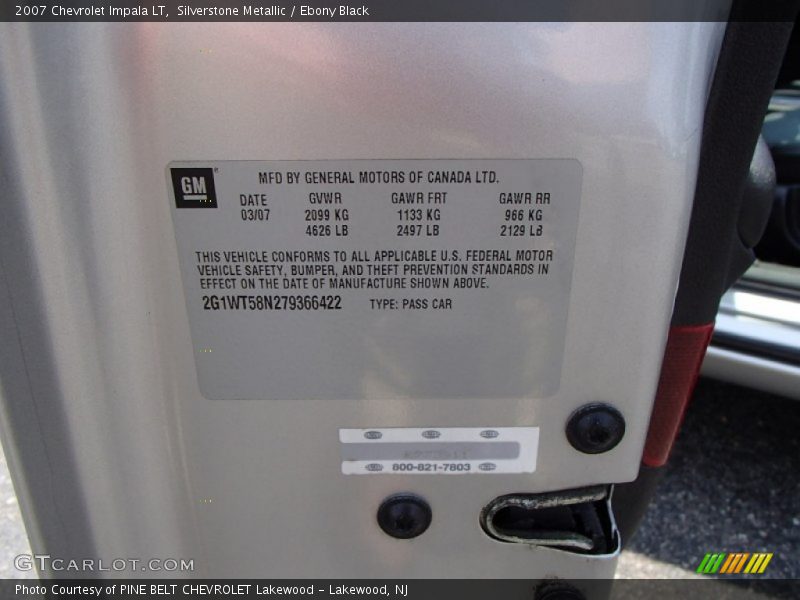 2007 Chevrolet Impala LT, Silverstone Metallic / Ebony Black
GM
MFD BY GENERAL MOTORS OF CANADA LTD.
DATE GVWR GAWR FRT GAWR RR
03/07 2099 KG 1133 KG 966 KG
4626 LB 2497 LB 2129 LB
THIS VEHICLE CONFORMS TO ALL APPLICABLE U.S. FEDERAL MOTOR
VEHICLE SAFETY, BUMPER, AND THEFT PREVENTION STANDARDS IN
EFFECT ON THE DATE OF MANUFACTURE SHOWN ABOVE.
2G1WT58N279366422 TYPE: PASS CAR
800-821-7803
GTCARLOT.COM
Photo Courtesy of PINE BELT CHEVROLET Lakewood - Lakewood, NJ